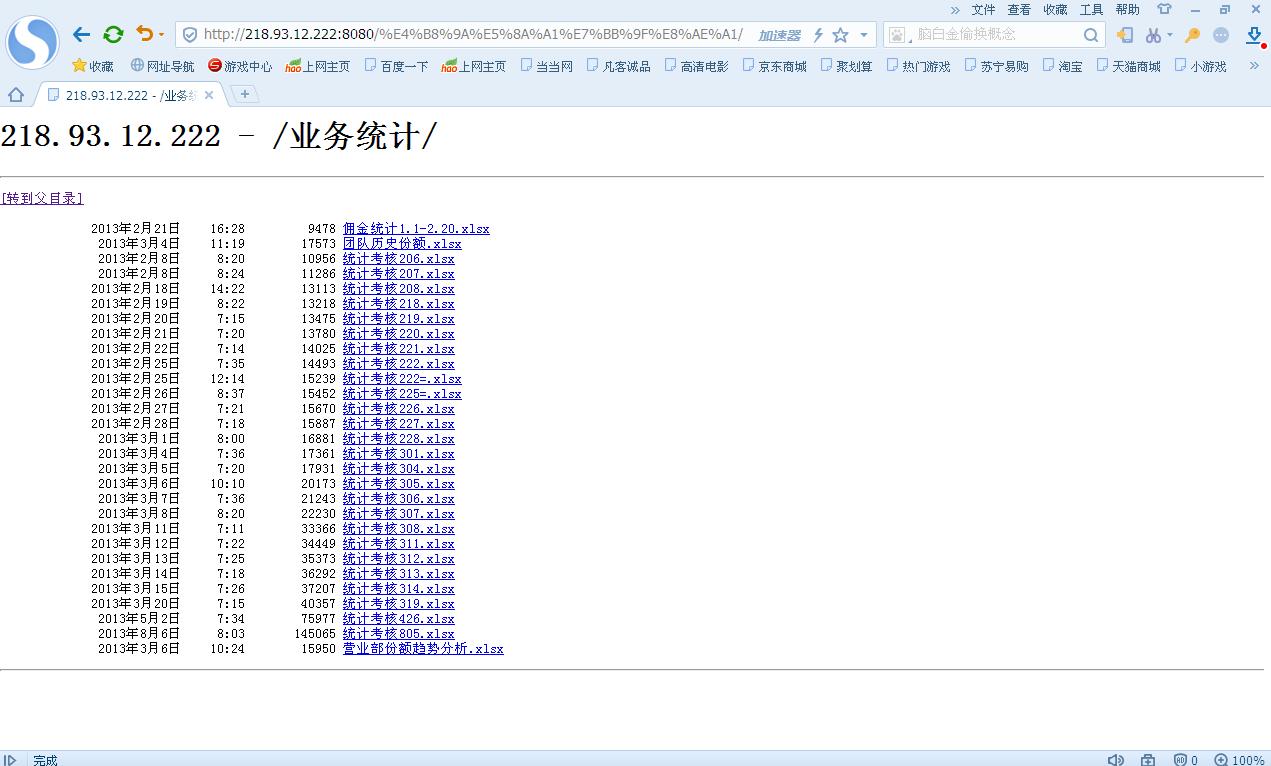 » 文件 查看 收藏 工具 帮助
http://218.93.12.222:8080/%E4%B8%9A%E5%8A%A1%E7%BB%9F%E8%AE%A1/ 加速器 脑白金偷换概念
收藏 网址导航 游戏中心 hao上网主页 百度一下 hao上网主页 当当网 凡客诚品 高清电影 京东商城 聚划算 热门游戏 苏宁易购 淘宝 天猫商城 小游戏 »
218.93.12.222 - /业务统
218.93.12.222 - /业务统计/
[转到父目录]
2013年2月21日 16:28 9478 佣金统计1.1-2.20.xlsx
2013年3月4日 11:19 17573 团队历史份额.xlsx
2013年2月8日 8:20 10956 统计考核206.xlsx
2013年2月8日 8:24 11286 统计考核207.xlsx
2013年2月18日 14:22 13113 统计考核208.xlsx
2013年2月19日 8:22 13218 统计考核218.xlsx
2013年2月20日 7:15 13475 统计考核219.xlsx
2013年2月21日 7:20 13780 统计考核220.xlsx
2013年2月22日 7:14 14025 统计考核221.xlsx
2013年2月25日 7:35 14493 统计考核222.xlsx
2013年2月25日 12:14 15239 统计考核222=.xlsx
2013年2月26日 8:37 15452 统计考核225=.xlsx
2013年2月27日 7:21 15670 统计考核226.xlsx
2013年2月28日 7:18 15887 统计考核227.xlsx
2013年3月1日 8:00 16881 统计考核228.xlsx
2013年3月4日 7:36 17361 统计考核301.xlsx
2013年3月5日 7:20 17931 统计考核304.xlsx
2013年3月6日 10:10 20173 统计考核305.xlsx
2013年3月7日 7:36 21243 统计考核306.xlsx
2013年3月8日 8:20 22230 统计考核307.xlsx
2013年3月11日 7:11 33366 统计考核308.xlsx
2013年3月12日 7:22 34449 统计考核311.xlsx
2013年3月13日 7:25 35373 统计考核312.xlsx
2013年3月14日 7:18 36292 统计考核313.xlsx
2013年3月15日 7:26 37207 统计考核314.xlsx
2013年3月20日 7:15 40357 统计考核319.xlsx
2013年5月2日 7:34 75977 统计考核426.xlsx
2013年8月6日 8:03 145065 统计考核805.xlsx
2013年3月6日 10:24 15950 营业部份额趋势分析.xlsx
完成 0 100%